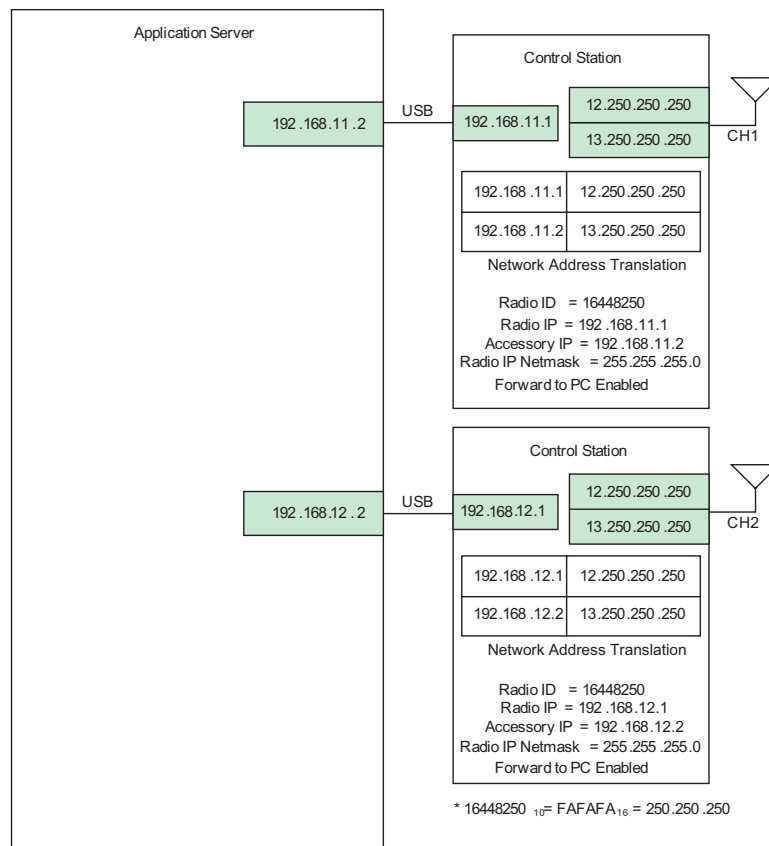 Application Server
Control Station
192 .168.11 .2
USB
192 .168.11.1
12.250.250 .250
13.250.250 .250
CH1
192.168 .11.1 12.250.250 .250
192.168 .11.2 13.250.250 .250
Network Address Translation
Radio ID = 16448250
Radio IP = 192 .168.11.1
Accessory IP = 192 .168.11.2
Radio IP Netmask = 255.255 .255.0
Forward to PC Enabled
Control Station
192 .168.12 . 2
USB
192.168.12.1
12.250.250 .250
13.250.250 .250
CH2
192.168 .12.1 12.250.250 .250
192.168 .12.2 13.250.250 .250
Network Address Translation
Radio ID = 16448250
Radio IP = 192 .168.12.1
Accessory IP = 192 .168.12.2
Radio IP Netmask = 255.255 .255.0
Forward to PC Enabled
* 16448250 10= FAFAFA16 = 250.250 .250